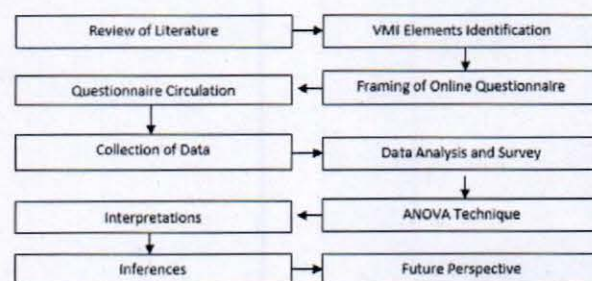 Review of Literature
VMI Elements Identification
Framing of Online Questionnaire
Questionnaire Circulation
Collection of Data
Data Analysis and Survey
ANOVA Technique
Interpretations
Inferences
Future Perspective